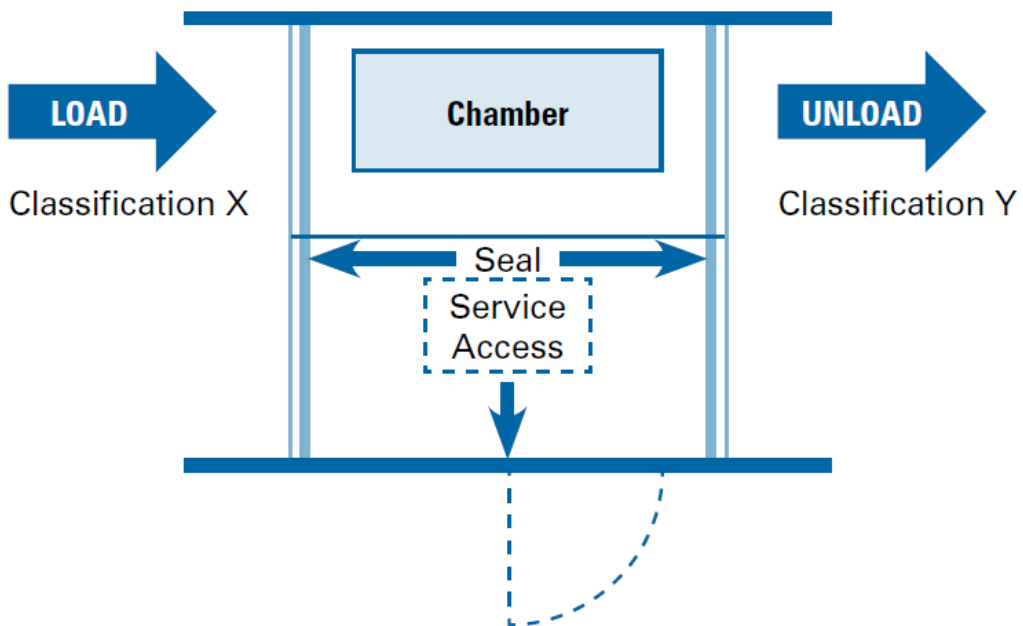 LOAD
Chamber
UNLOAD
Classification X
Classification Y
Seal
Service
Access